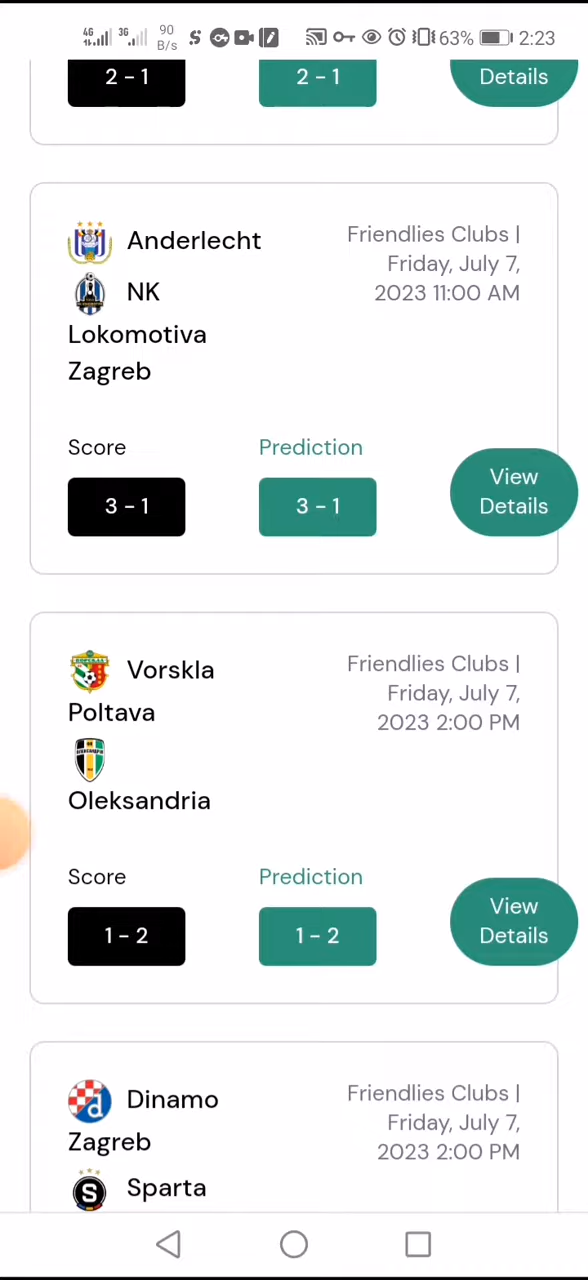 4G 3G 90 B/s 63% 2:23
2 - 1 2 - 1 Details
Anderlecht
NK
Lokomotiva
Zagreb
Friendlies Clubs |
Friday, July 7,
2023 11:00 AM
Score Prediction
3 - 1 3 - 1 View
Details
Vorskla
Poltava
Oleksandria
Friendlies Clubs |
Friday, July 7,
2023 2:00 PM
Score Prediction
1 - 2 1 - 2 View
Details
Dinamo
Zagreb
Sparta
Friendlies Clubs |
Friday, July 7,
2023 2:00 PM